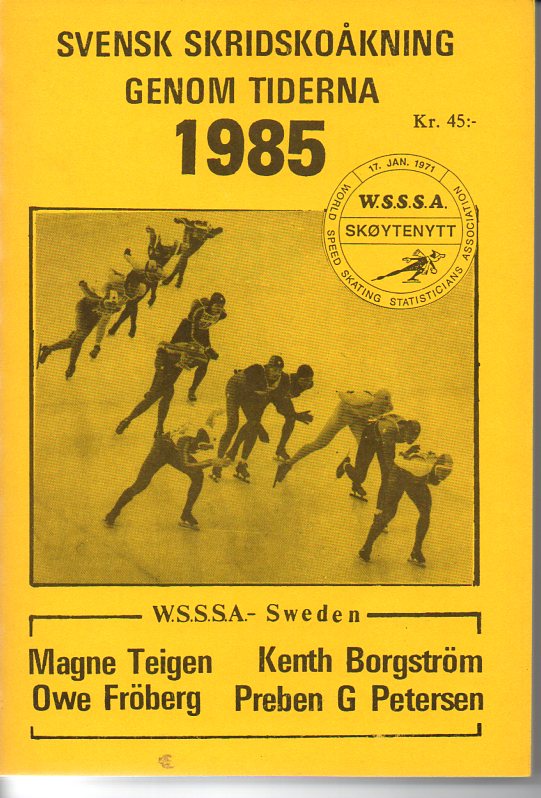 SVENSK SKRIDSKOÅKNING
GENOM TIDERNA
1985
Kr. 45:-
17. JAN. 1971
WORLD SPEED SKATING STATISTICIANS ASSOCIATION
W.S.S.S.A.
SKØYTENYTT
W.S.S.S.A.- Sweden
Magne Teigen Kenth Borgström
Owe Fröberg Preben G Petersen